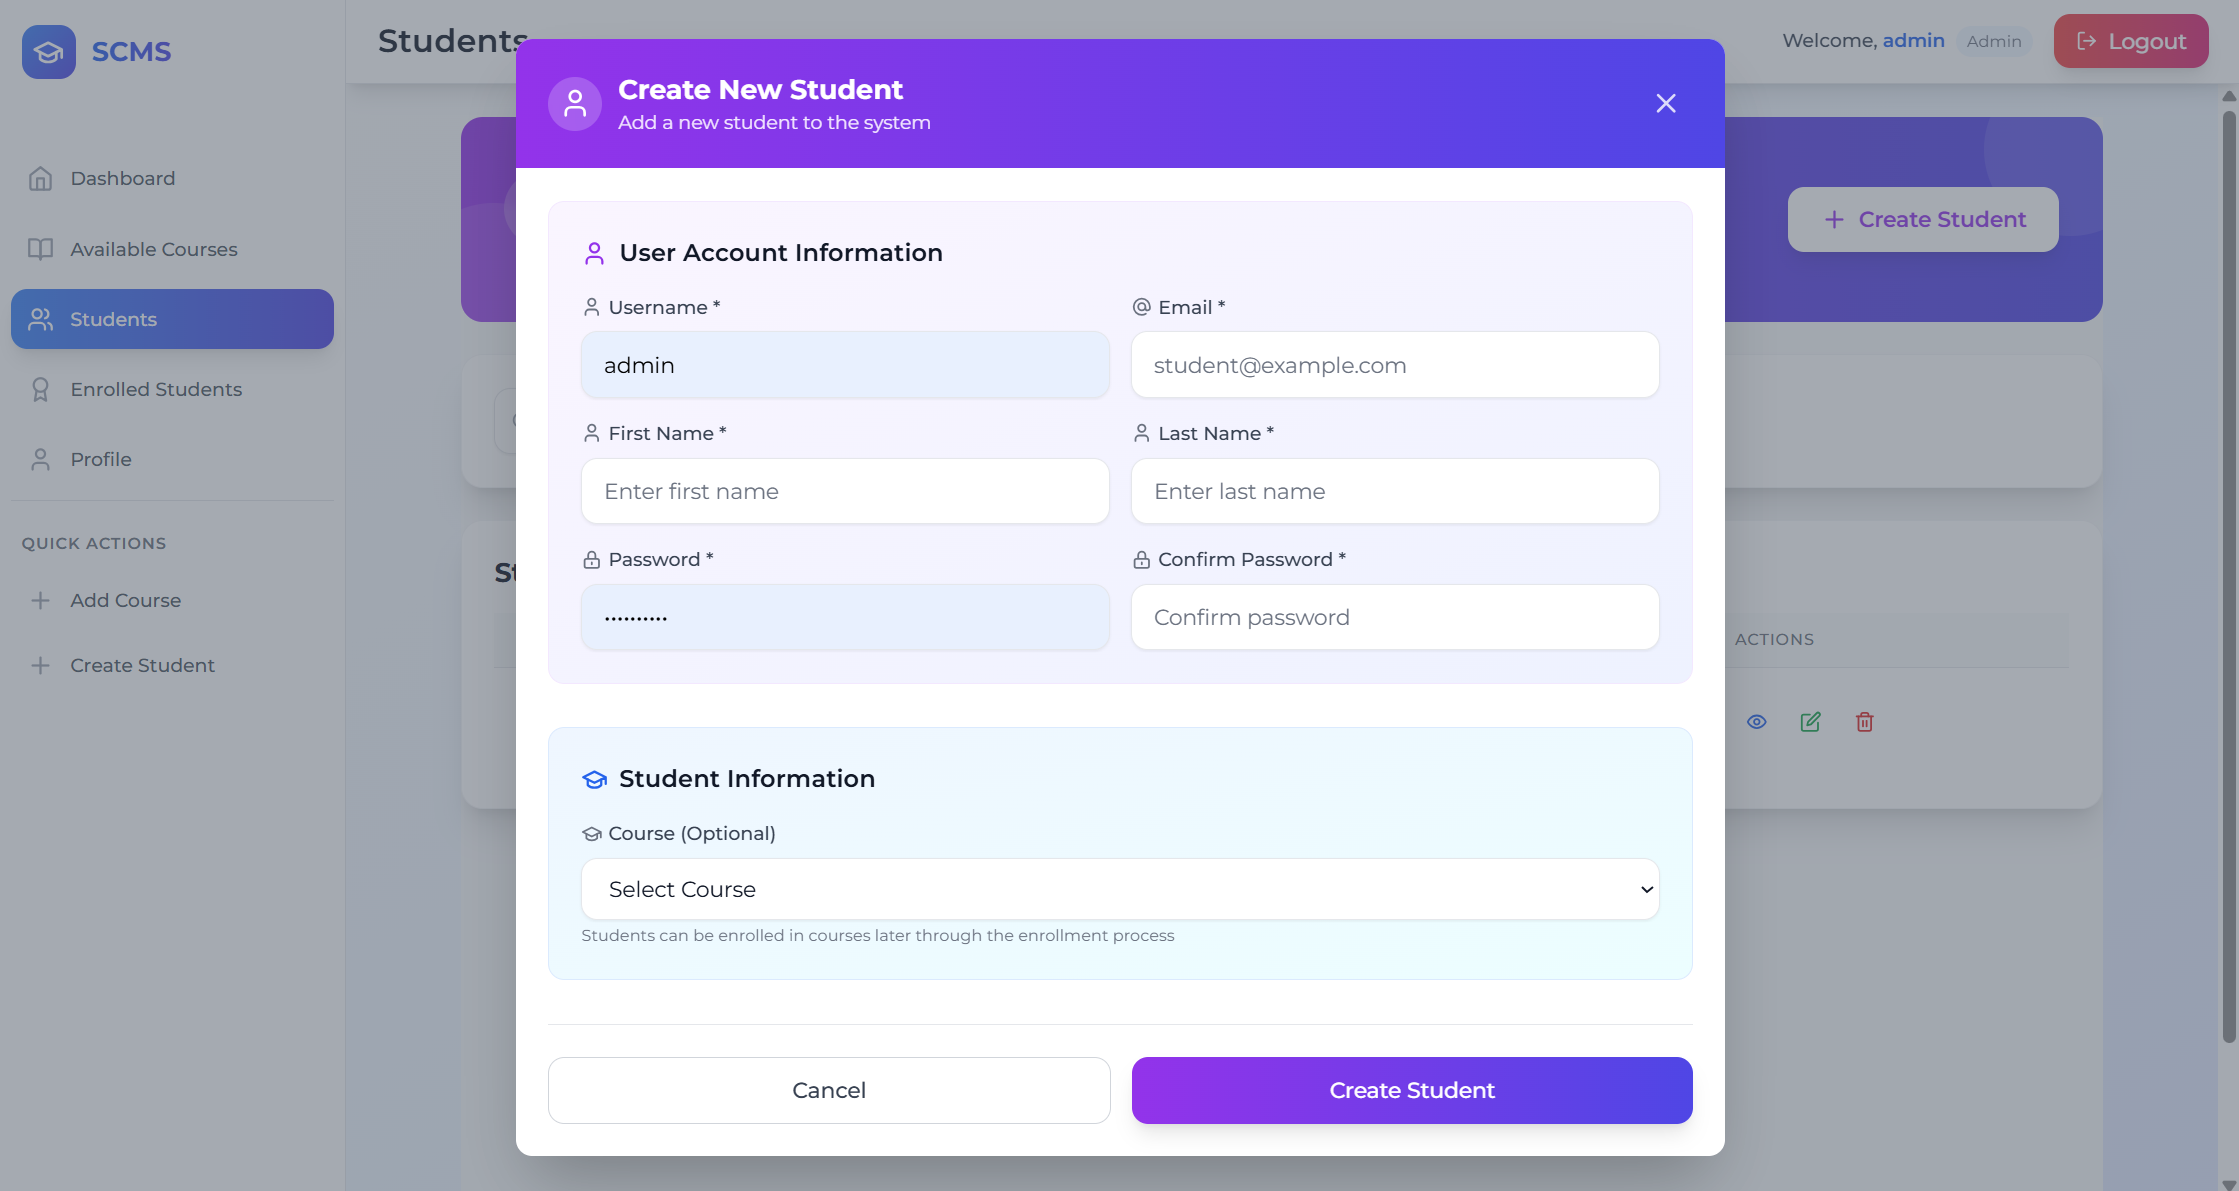 SCMS
Dashboard
Available Courses
Students
Enrolled Students
Profile
QUICK ACTIONS
Add Course
Create Student
Students
Welcome, admin
Admin
Logout
Create Student
ACTIONS
Create New Student
Add a new student to the system
User Account Information
Username *
admin
Email *
student@example.com
First Name *
Enter first name
Last Name *
Enter last name
Password *
••••••••••
Confirm Password *
Confirm password
Student Information
Course (Optional)
Select Course
Students can be enrolled in courses later through the enrollment process
Cancel
Create Student